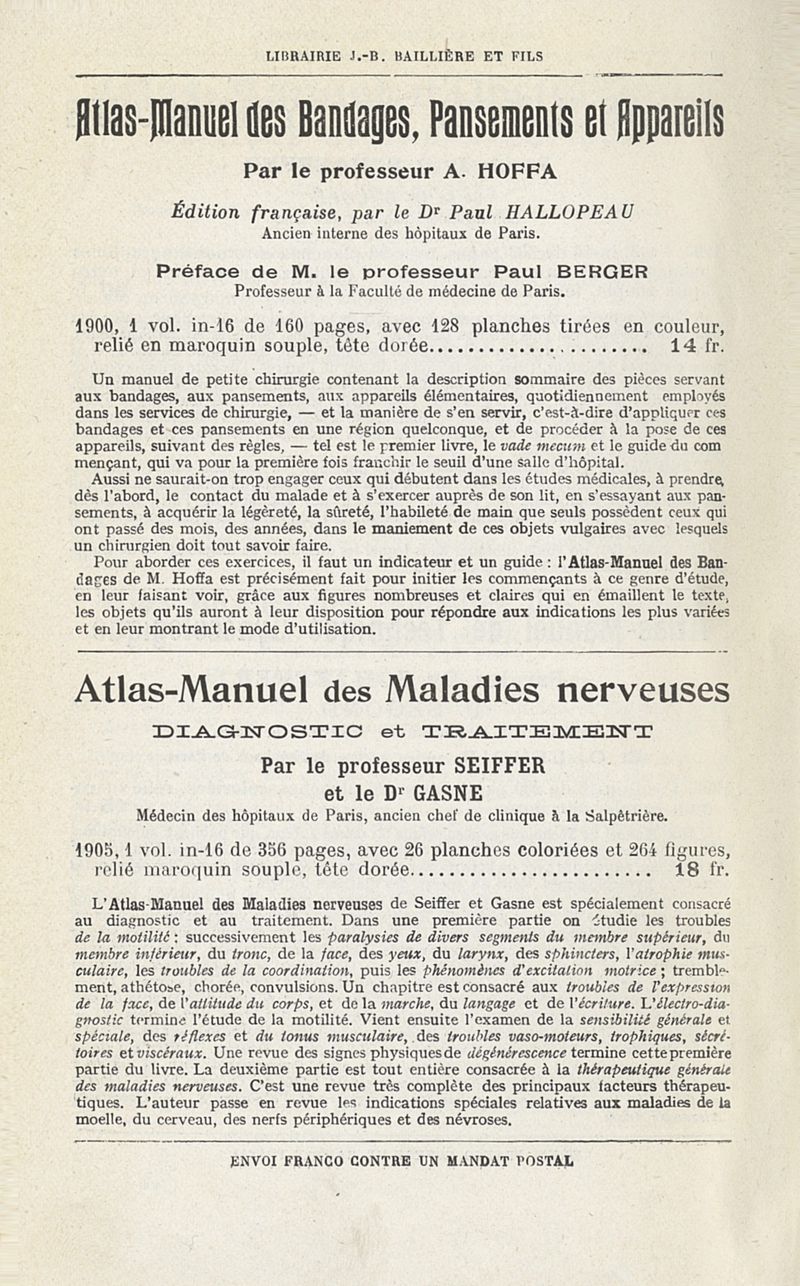 LIBRAIRIE J.-B. BAILLIÈRE ET FILS
Atlas-Manuel des Bandages, Pansements et Appareils
Par le professeur A. HOFFA
Édition française, par le Dr Paul HALLOPEAU
Ancien interne des hôpitaux de Paris.
Préface de M. le professeur Paul BERGER
Professeur à la Faculté de médecine de Paris.
1900, 1 vol. in-16 de 160 pages, avec 128 planches tirées en couleur,
relié en maroquin souple, tête dorée...................... 14 fr.
Un manuel de petite chirurgie contenant la description sommaire des pièces servant
aux bandages, aux pansements, aux appareils élémentaires, quotidiennement employés
dans les services de chirurgie, — et la manière de s'en servir, c'est-à-dire d'appliquer ces
bandages et ces pansements en une région quelconque, et de procéder à la pose de ces
appareils, suivant des règles, — tel est le premier livre, le vade mecum et le guide du com
mençant, qui va pour la première fois franchir le seuil d'une salle d'hôpital.
Aussi ne saurait-on trop engager ceux qui débutent dans les études médicales, à prendre,
dès l'abord, le contact du malade et à s'exercer auprès de son lit, en s'essayant aux pan-
sements, à acquérir la légèreté, la sûreté, l'habileté de main que seuls possèdent ceux qui
ont passé des mois, des années, dans le maniement de ces objets vulgaires avec lesquels
un chirurgien doit tout savoir faire.
Pour aborder ces exercices, il faut un indicateur et un guide : l'Atlas-Manuel des Ban-
dages de M. Hoffa est précisément fait pour initier les commençants à ce genre d'étude,
en leur faisant voir, grâce aux figures nombreuses et claires qui en émaillent le texte,
les objets qu'ils auront à leur disposition pour répondre aux indications les plus variées
et en leur montrant le mode d'utilisation.
Atlas-Manuel des Maladies nerveuses
DIAGNOSTIC et TRAITEMENT
Par le professeur SEIFFER
et le Dr GASNE
Médecin des hôpitaux de Paris, ancien chef de clinique à la Salpêtrière.
1905, 1 vol. in-16 de 356 pages, avec 26 planches coloriées et 264 figures,
relié maroquin souple, tête dorée........................ 18 fr.
L'Atlas-Manuel des Maladies nerveuses de Seiffer et Gasne est spécialement consacré
au diagnostic et au traitement. Dans une première partie on étudie les troubles
de la motilité : successivement les paralysies de divers segments du membre supérieur, du
membre inférieur, du tronc, de la face, des yeux, du larynx, des sphincters, l'atrophie mus-
culaire, les troubles de la coordination, puis les phénomènes d'excitation motrice ; tremble-
ment, athétose, chorée, convulsions. Un chapitre est consacré aux troubles de l'expression
de la face, de l'attitude du corps, et de la marche, du langage et de l'écriture. L'électro-dia-
gnostic termine l'étude de la motilité. Vient ensuite l'examen de la sensibilité générale et
spéciale, des réflexes et du tonus musculaire, des troubles vaso-moteurs, trophiques, sécré-
toires et viscéraux. Une revue des signes physiques de dégénérescence termine cette première
partie du livre. La deuxième partie est tout entière consacrée à la thérapeutique générale
des maladies nerveuses. C'est une revue très complète des principaux facteurs thérapeu-
tiques. L'auteur passe en revue les indications spéciales relatives aux maladies de la
moelle, du cerveau, des nerfs périphériques et des névroses.
ENVOI FRANCO CONTRE UN MANDAT POSTAL